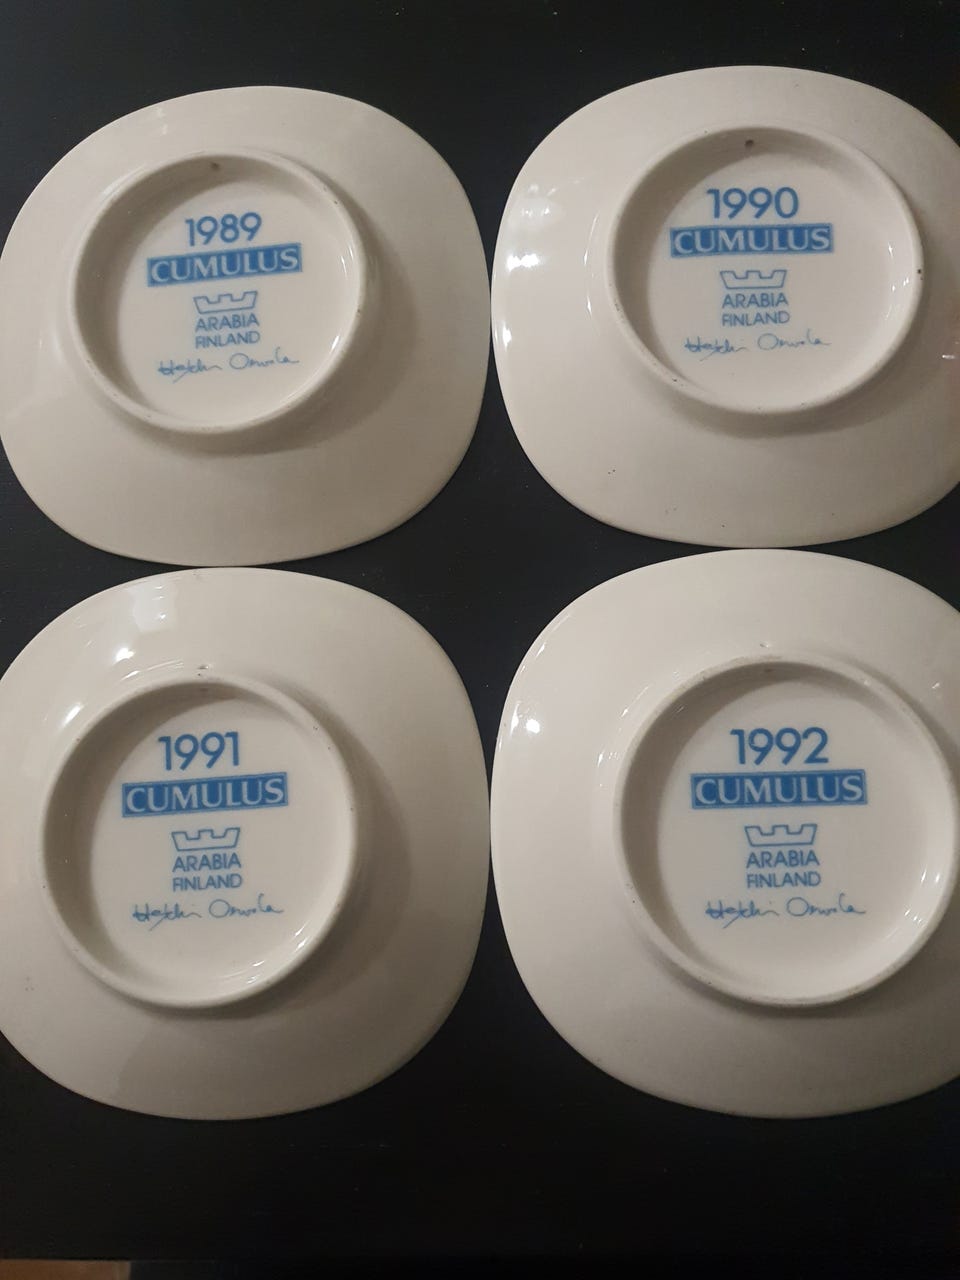 1989
CUMULUS
ARABIA
FINLAND
Heikki Orvola
1990
CUMULUS
ARABIA
FINLAND
Heikki Orvola
1991
CUMULUS
ARABIA
FINLAND
Heikki Orvola
1992
CUMULUS
ARABIA
FINLAND
Heikki Orvola